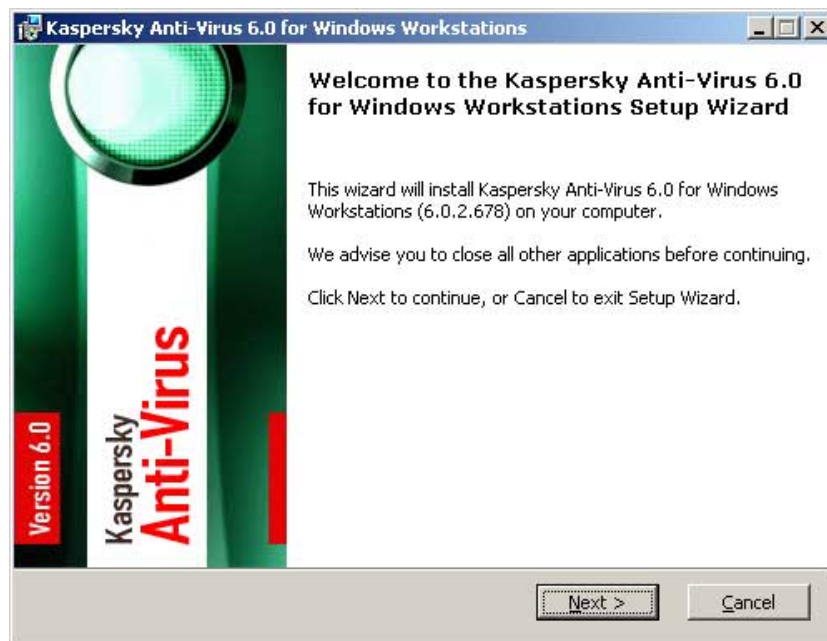 Kaspersky Anti-Virus 6.0 for Windows Workstations
Welcome to the Kaspersky Anti-Virus 6.0
for Windows Workstations Setup Wizard
This wizard will install Kaspersky Anti-Virus 6.0 for Windows
Workstations (6.0.2.678) on your computer.
We advise you to close all other applications before continuing.
Click Next to continue, or Cancel to exit Setup Wizard.
Version 6.0
Kaspersky
Anti-Virus
Next >
Cancel